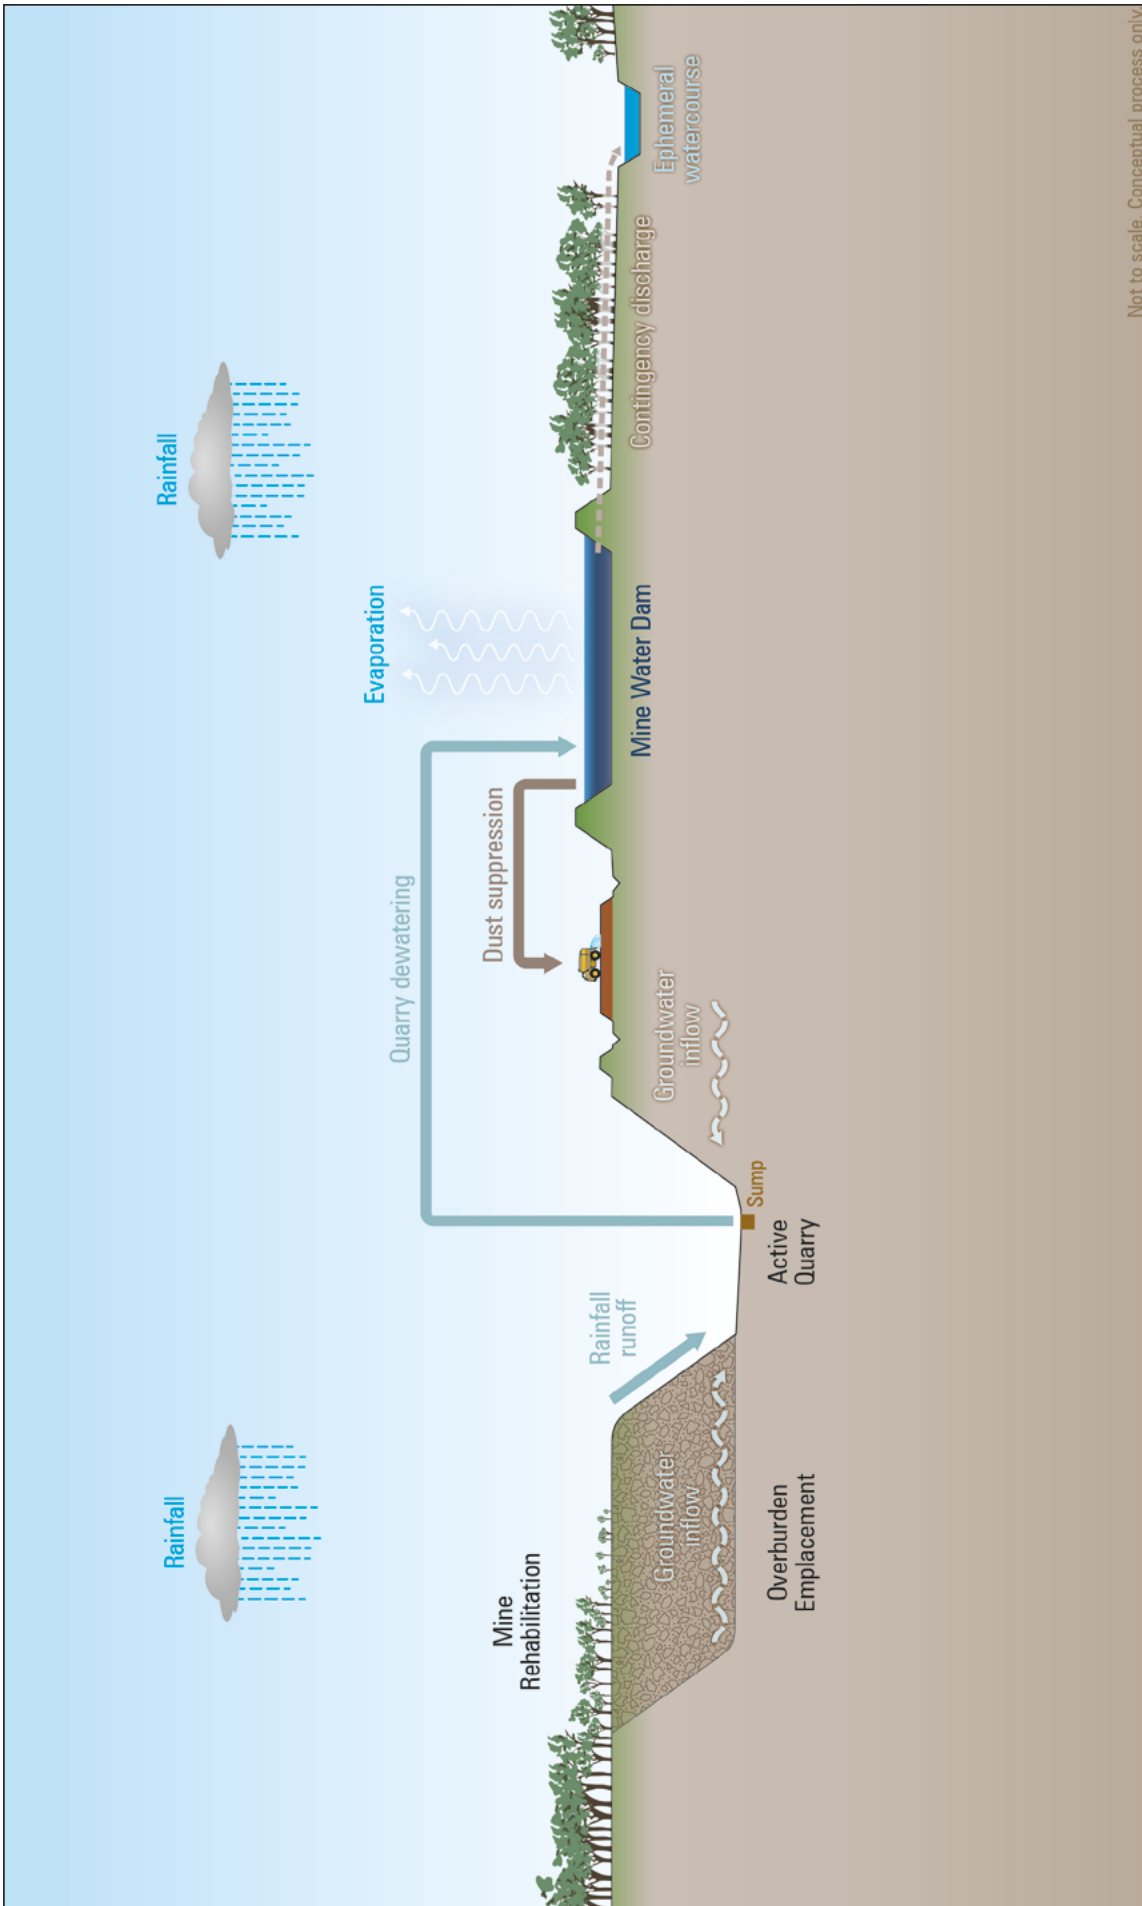 Rainfall
Rainfall
Evaporation
Quarry dewatering
Dust suppression
Mine
Rehabilitation
Rainfall
runoff
Groundwater
inflow
Groundwater
inflow
Mine Water Dam
Contingency discharge
Ephemeral
watercourse
Overburden
Emplacement
Active
Quarry
Sump
Not to scale. Conceptual process only